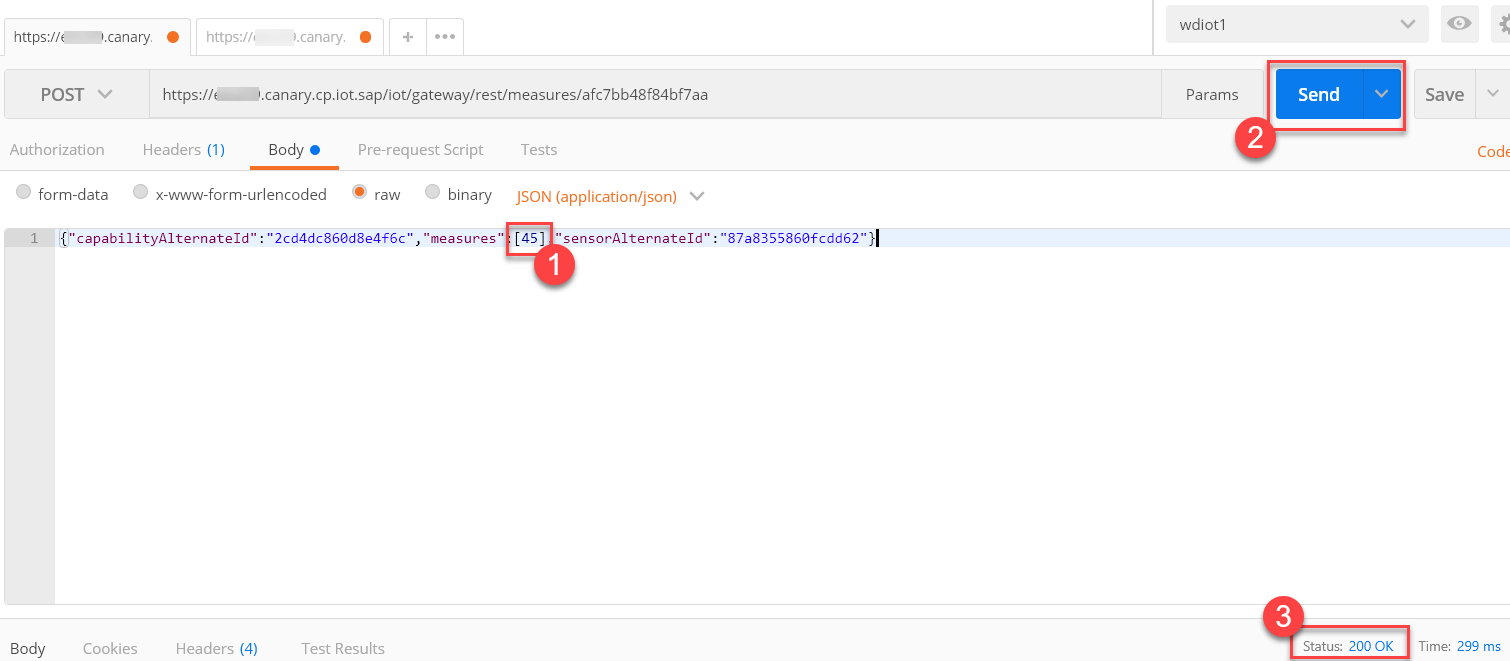 https://e .canary. https://e .canary. + ••• wdiot1
POST https://e .canary.cp.iot.sap/iot/gateway/rest/measures/afc7bb48f84bf7aa Params Send Save
2
Authorization Headers (1) Body Pre-request Script Tests Code
form-data x-www-form-urlencoded raw binary JSON (application/json)
1 {"capabilityAlternateId":"2cd4dc860d8e4f6c","measures":[45],"sensorAlternateId":"87a8355860fcdd62"}
1
3
Body Cookies Headers (4) Test Results Status: 200 OK Time: 299 ms